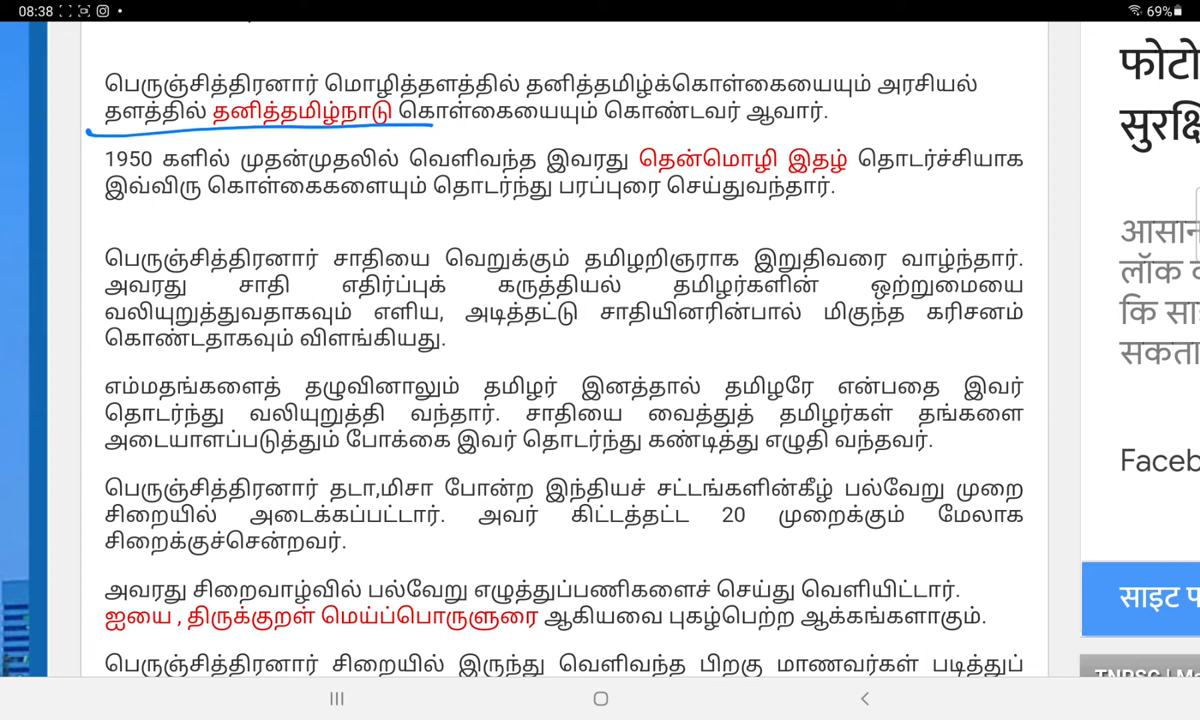 08:38
69%
பெருஞ்சித்திரனார் மொழித்தளத்தில் தனித்தமிழ்க்கொள்கையையும் அரசியல்
தளத்தில் தனித்தமிழ்நாடு கொள்கையையும் கொண்டவர் ஆவார்.
1950 களில் முதன்முதலில் வெளிவந்த இவரது தென்மொழி இதழ் தொடர்ச்சியாக
இவ்விரு கொள்கைகளையும் தொடர்ந்து பரப்புரை செய்துவந்தார்.
பெருஞ்சித்திரனார் சாதியை வெறுக்கும் தமிழறிஞராக இறுதிவரை வாழ்ந்தார்.
அவரது சாதி எதிர்ப்புக் கருத்தியல் தமிழர்களின் ஒற்றுமையை
வலியுறுத்துவதாகவும் எளிய, அடித்தட்டு சாதியினரின்பால் மிகுந்த கரிசனம்
கொண்டதாகவும் விளங்கியது.
எம்மதங்களைத் தழுவினாலும் தமிழர் இனத்தால் தமிழரே என்பதை இவர்
தொடர்ந்து வலியுறுத்தி வந்தார். சாதியை வைத்துத் தமிழர்கள் தங்களை
அடையாளப்படுத்தும் போக்கை இவர் தொடர்ந்து கண்டித்து எழுதி வந்தவர்.
பெருஞ்சித்திரனார் தடா,மிசா போன்ற இந்தியச் சட்டங்களின்கீழ் பல்வேறு முறை
சிறையில் அடைக்கப்பட்டார். அவர் கிட்டத்தட்ட 20 முறைக்கும் மேலாக
சிறைக்குச்சென்றவர்.
அவரது சிறைவாழ்வில் பல்வேறு எழுத்துப்பணிகளைச் செய்து வெளியிட்டார்.
ஐயை , திருக்குறள் மெய்ப்பொருளுரை ஆகியவை புகழ்பெற்ற ஆக்கங்களாகும்.
பெருஞ்சித்திரனார் சிறையில் இருந்து வெளிவந்த பிறகு மாணவர்கள் படித்துப்
फोटो
सुरक्षि
आसान
लॉक क
कि सा
सकता
Faceb
साइट प
TNPSC | M